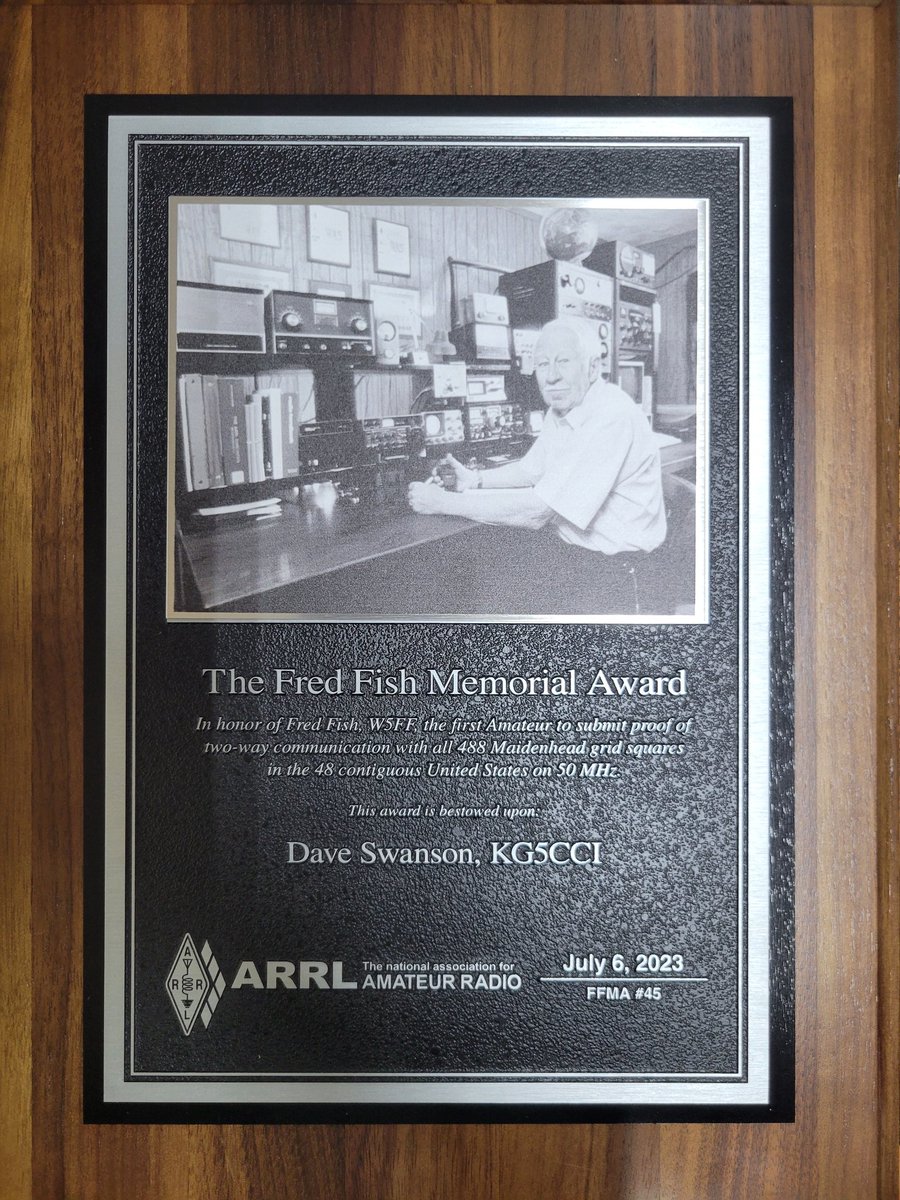 The Fred Fish Memorial Award
In honor of Fred Fish, W5FF, the first Amateur to submit proof of
two-way communication with all 488 Maidenhead grid squares
in the 48 contiguous United States on 50 MHz.
This award is bestowed upon:
Dave Swanson, KG5CCI
A
R R
L
ARRL
The national association for
AMATEUR RADIO
July 6, 2023
FFMA #45